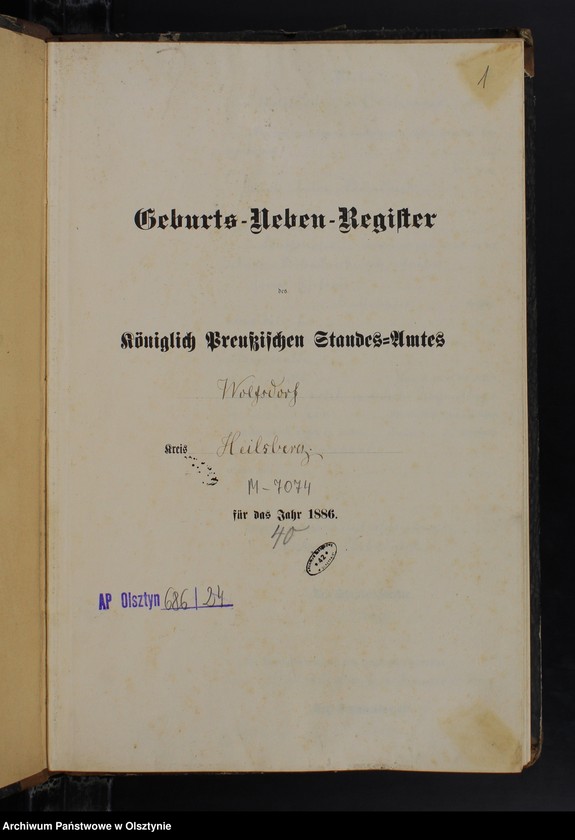 1
Geburts-Neben-Register
des
Königlich Preußischen Standes-Amtes
Wolfsdorf
Kreis Heilsberg.
M-7074
für das Jahr 1886.
40
42
AP Olsztyn 686/24
Archiwum Państwowe w Olsztynie